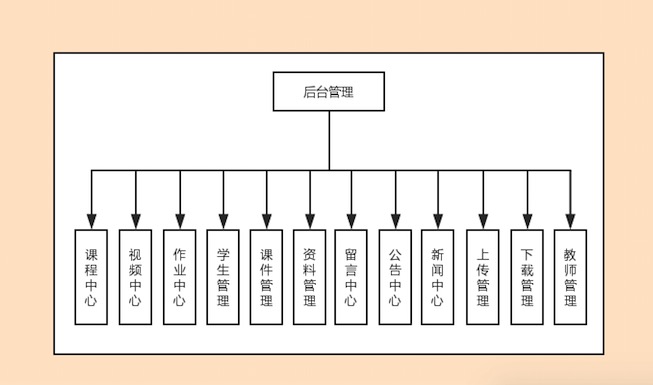 后台管理
课程中心
视频中心
作业中心
学生管理
课件管理
资料管理
留言中心
公告中心
新闻中心
上传管理
下载管理
教师管理